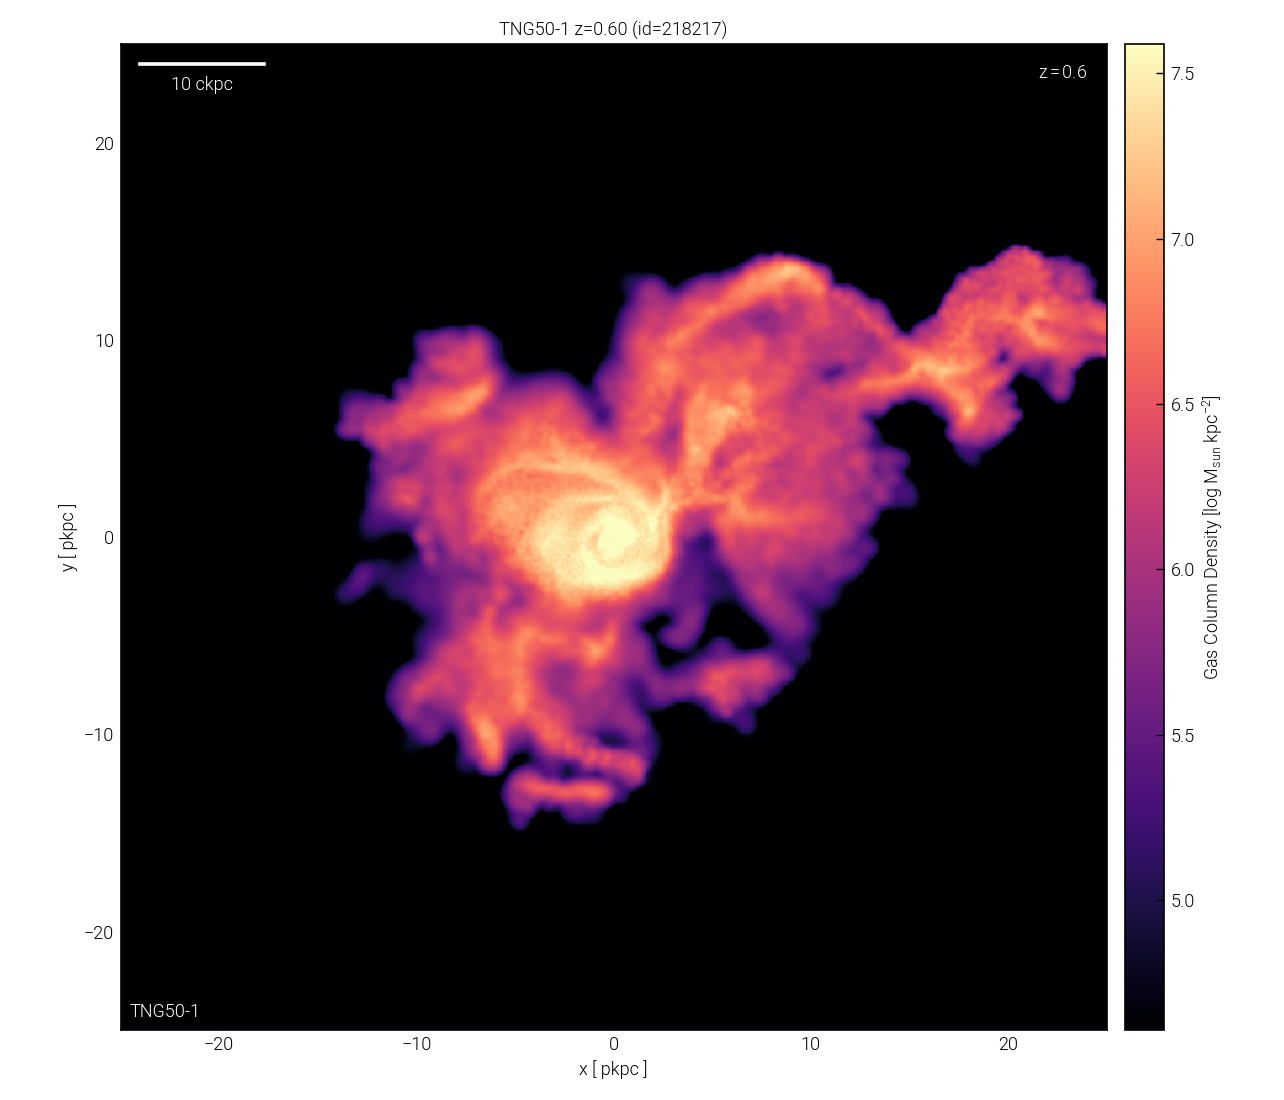 TNG50-1 z=0.60 (id=218217)
10 ckpc
z=0.6
TNG50-1
20
10
0
−10
−20
y [ pkpc ]
−20
−10
0
10
20
x [ pkpc ]
7.5
7.0
6.5
6.0
5.5
5.0
Gas Column Density [log M_sun kpc^−2]